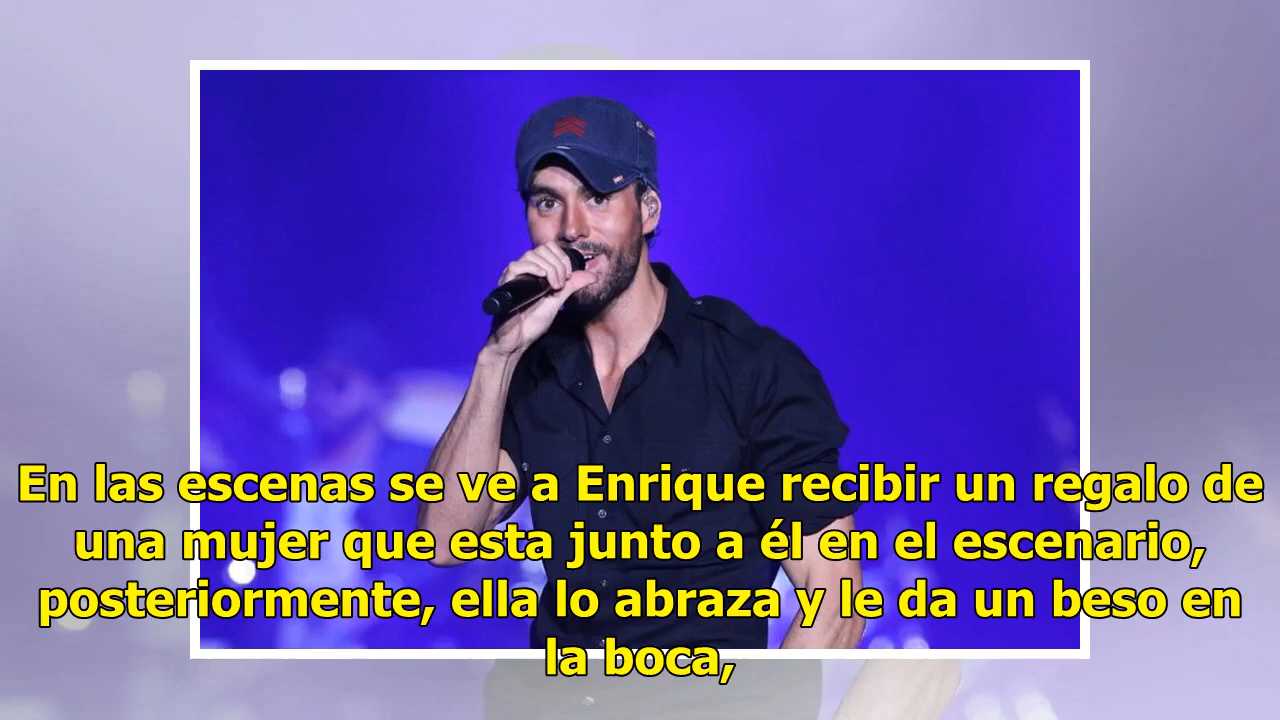 En las escenas se ve a Enrique recibir un regalo de
una mujer que esta junto a él en el escenario,
posteriormente, ella lo abraza y le da un beso en
la boca,